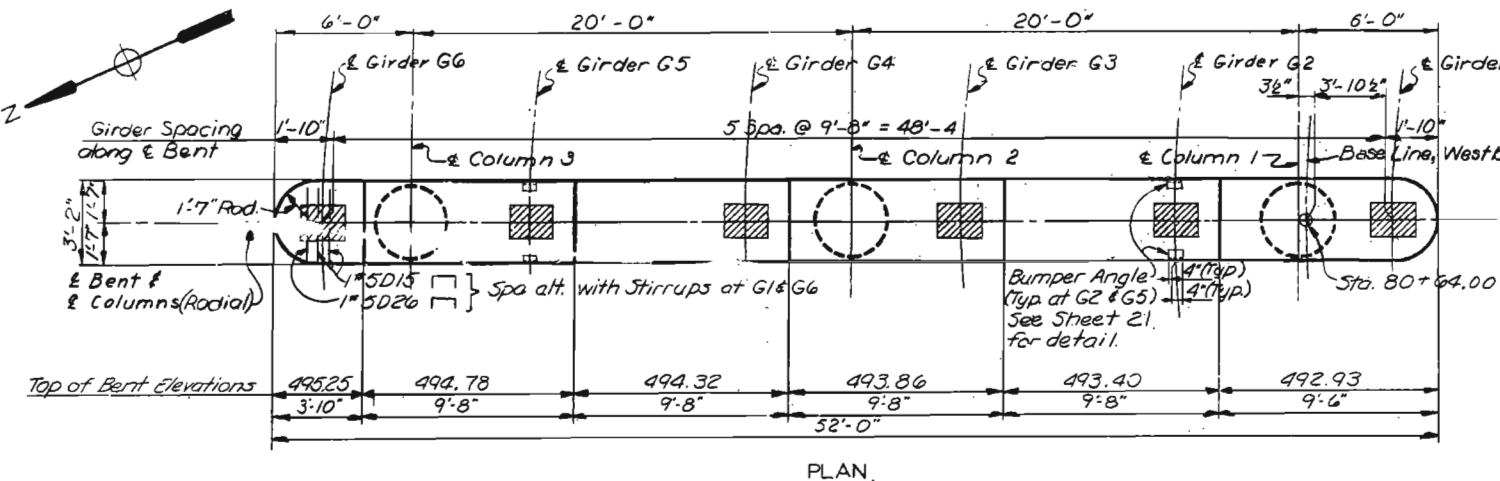 6'-0" 20'-0" 20'-0" 6'-0"
℄ Girder G6 ℄ Girder G5 ℄ Girder G4 ℄ Girder G3 ℄ Girder G2 ℄ Girde
3½" 3'-10½"
N
Girder Spacing 1'-10" 5 Spa. @ 9'-8" = 48'-4 1'-10"
along ℄ Bent
℄ Column 3 ℄ Column 2 ℄ Column 1 Base Line, West
3'-2" 1'-7" 1'-7"
1'-7" Rad.
℄ Bent &
℄ Columns (Radial)
1-#5D15
1-#5D26
Spa. alt. with Stirrups at G1 & G6
Bumper Angle
(Typ. at G2 & G5)
See Sheet 21
for detail.
4" (Typ.)
4" (Typ.)
Sta. 80+64.00
Top of Bent Elevations 495.25 494.78 494.32 493.86 493.40 492.93
3'-10" 9'-8" 9'-8" 9'-8" 9'-8" 9'-6"
52'-0"
PLAN.